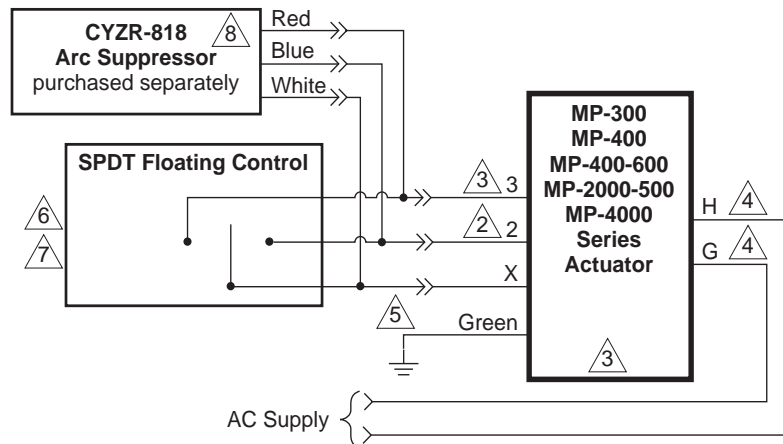 CYZR-818
8
Arc Suppressor
purchased separately
Red
Blue
White
SPDT Floating Control
6
7
3
3
2
2
X
5
Green
MP-300
MP-400
MP-400-600
MP-2000-500
MP-4000
Series
Actuator
3
H
4
G
4
AC Supply